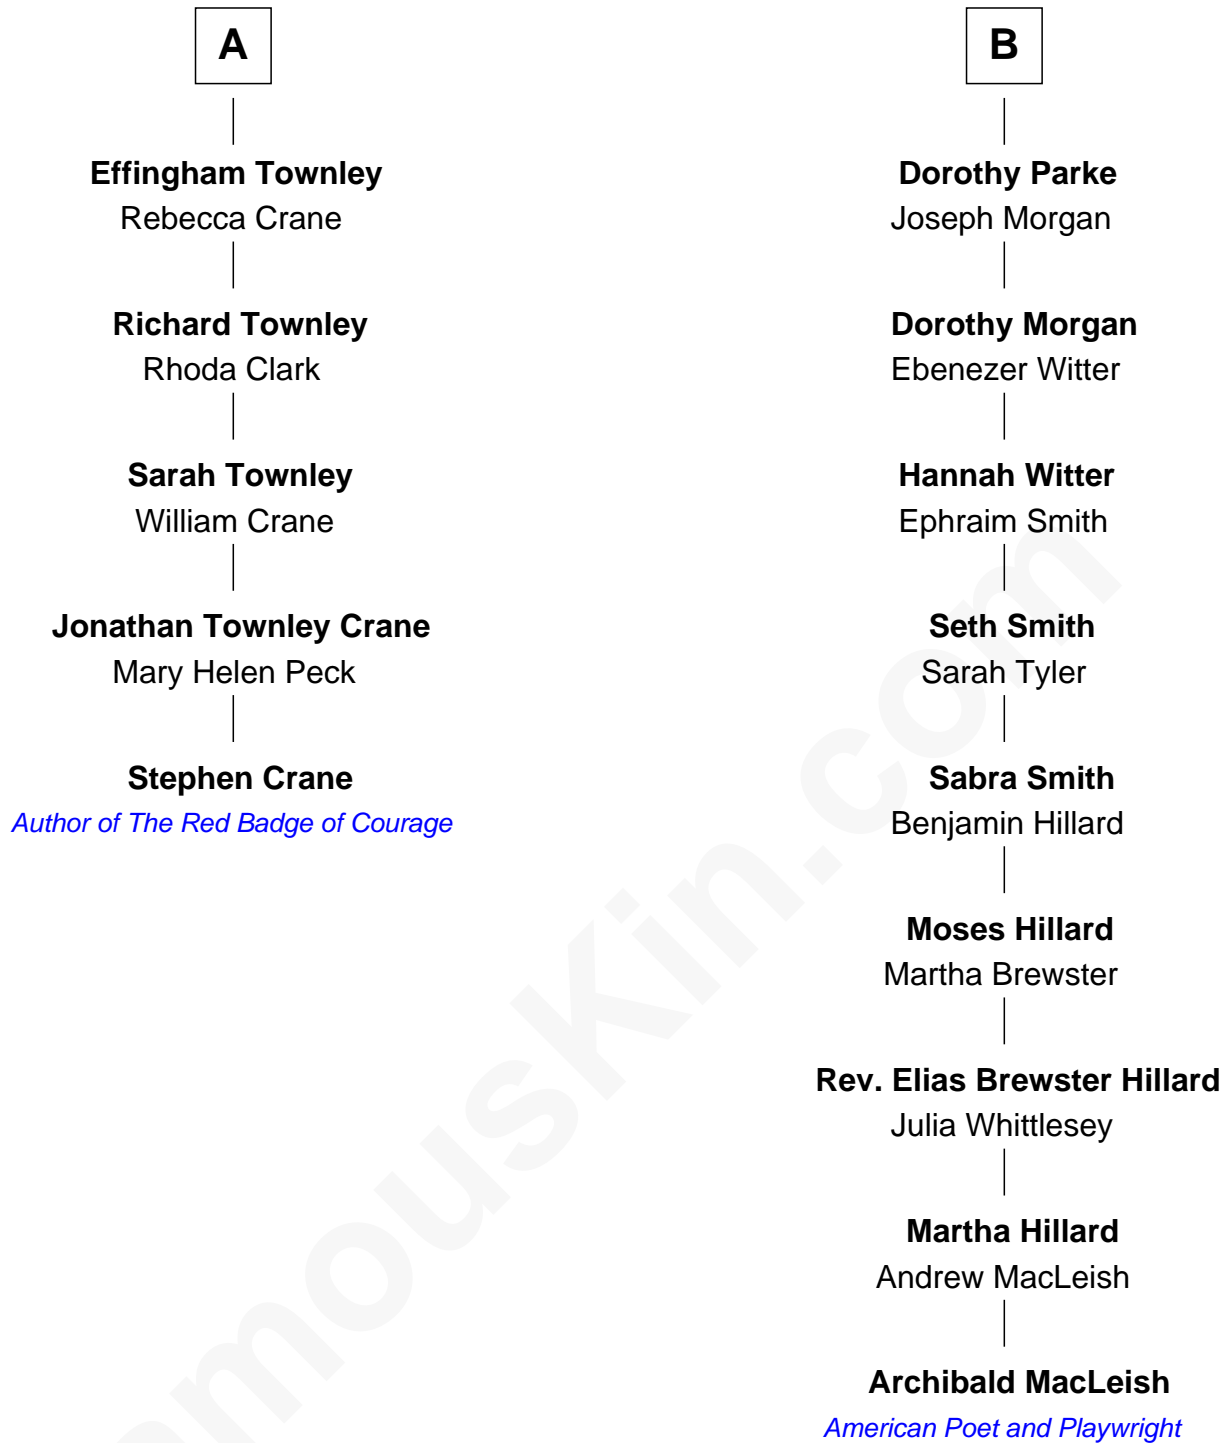 A
Effingham Townley
Rebecca Crane
Richard Townley
Rhoda Clark
Sarah Townley
William Crane
Jonathan Townley Crane
Mary Helen Peck
Stephen Crane
Author of The Red Badge of Courage
B
Dorothy Parke
Joseph Morgan
Dorothy Morgan
Ebenezer Witter
Hannah Witter
Ephraim Smith
Seth Smith
Sarah Tyler
Sabra Smith
Benjamin Hillard
Moses Hillard
Martha Brewster
Rev. Elias Brewster Hillard
Julia Whittlesey
Martha Hillard
Andrew MacLeish
Archibald MacLeish
American Poet and Playwright
amousKin.com